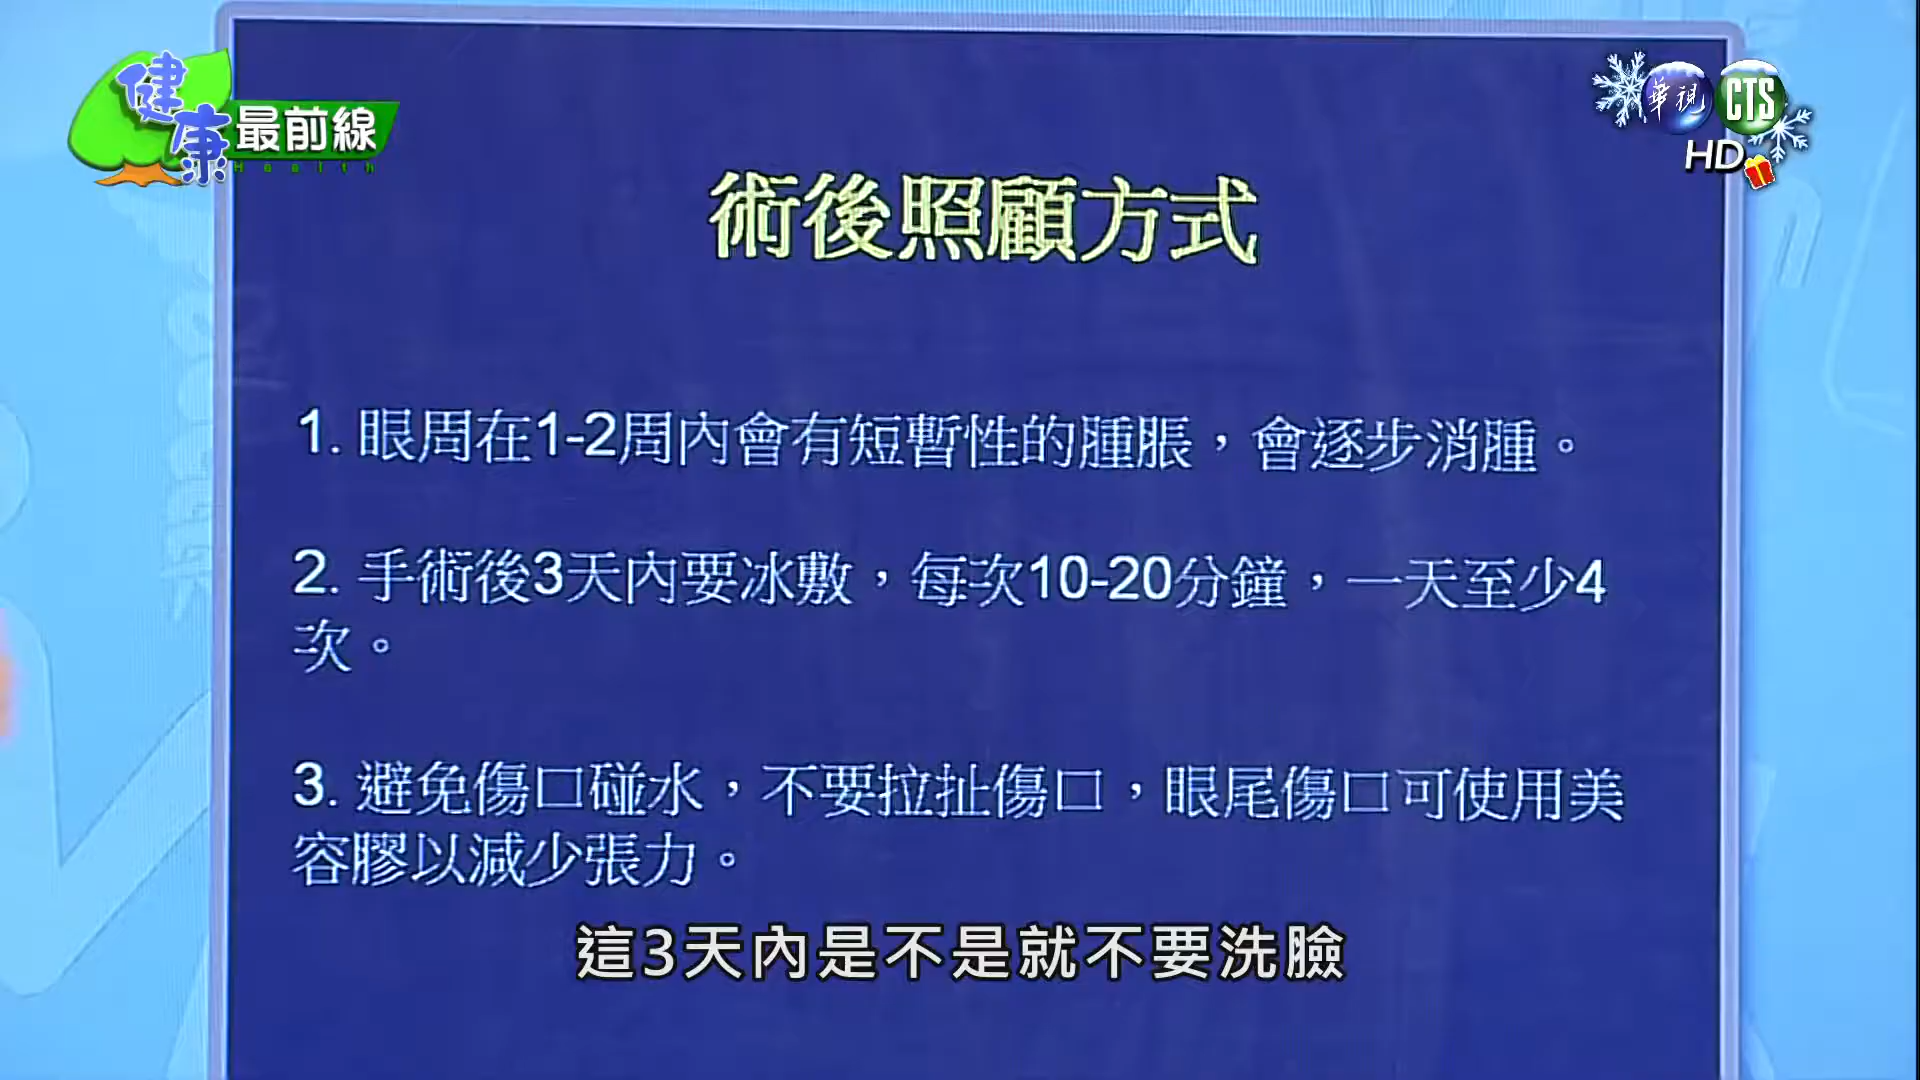 健康最前線
Health
華視 CTS
HD
術後照顧方式
1. 眼周在1-2周內會有短暫性的腫脹，會逐步消腫。
2. 手術後3天內要冰敷，每次10-20分鐘，一天至少4
次。
3. 避免傷口碰水，不要拉扯傷口，眼尾傷口可使用美
容膠以減少張力。
這3天內是不是就不要洗臉